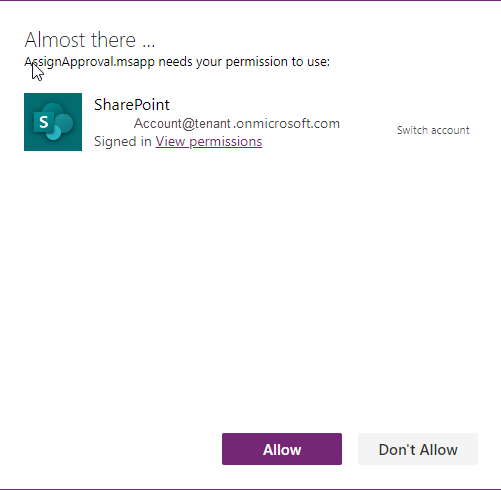 Almost there ...
AssignApproval.msapp needs your permission to use:
S
SharePoint
Account@tenant.onmicrosoft.com
Switch account
Signed in View permissions
Allow
Don't Allow